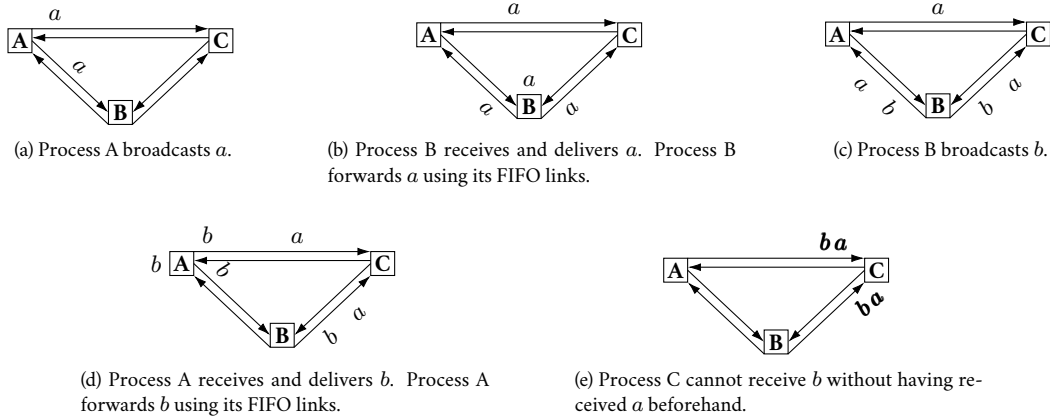 a
A
C
a
B
(a) Process A broadcasts a.
a
A
C
a
B
a
a
(b) Process B receives and delivers a. Process B
forwards a using its FIFO links.
a
A
C
B
a
b
b
a
(c) Process B broadcasts b.
b
a
b
A
b
C
B
b
a
(d) Process A receives and delivers b. Process A
forwards b using its FIFO links.
b a
A
C
b a
B
(e) Process C cannot receive b without having re-
ceived a beforehand.